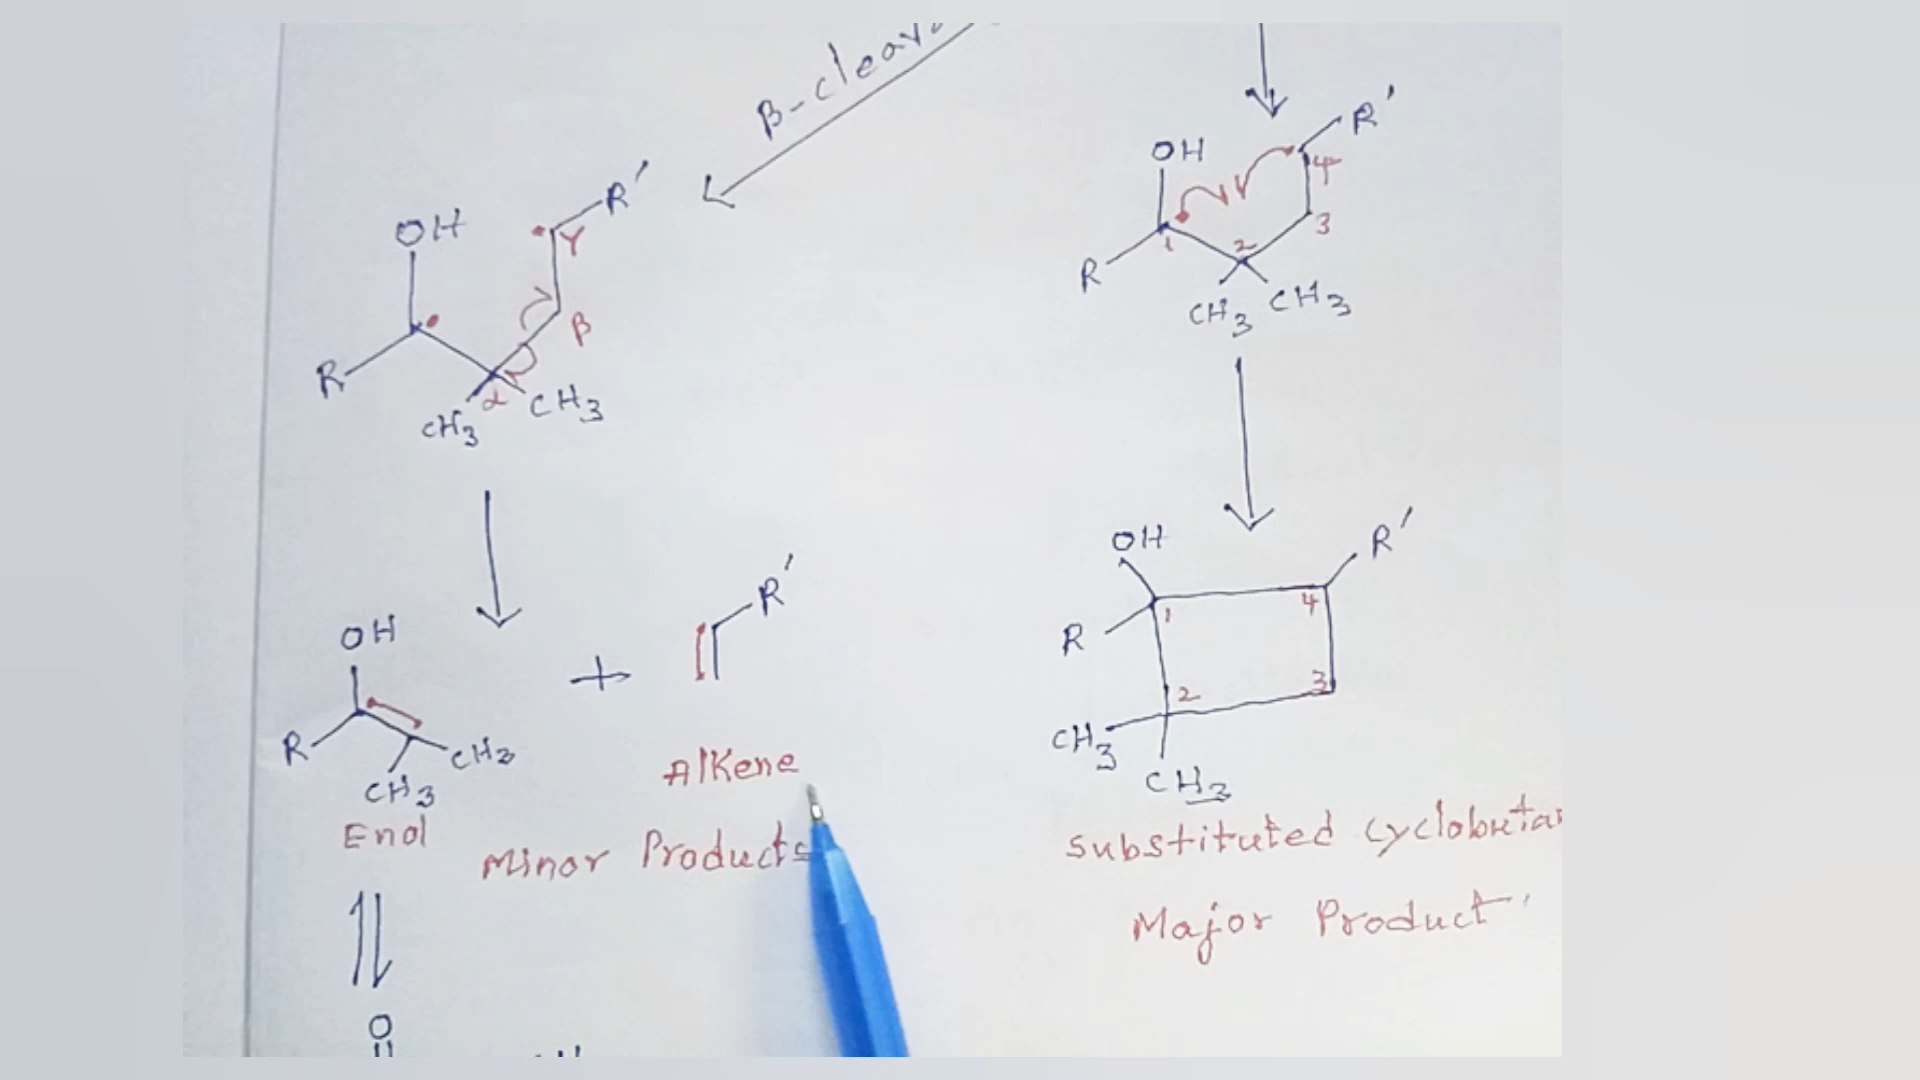 β-cleav
R'
OH
γ
β
R
CH3
α
CH3
OH
R
CH3
CH3
Enol
+
R'
Alkene
Minor Products
O
R'
OH
4
3
1
2
R
CH3
CH3
OH
R'
R
1
4
2
3
CH3
CH3
Substituted cyclobuta
Major Product